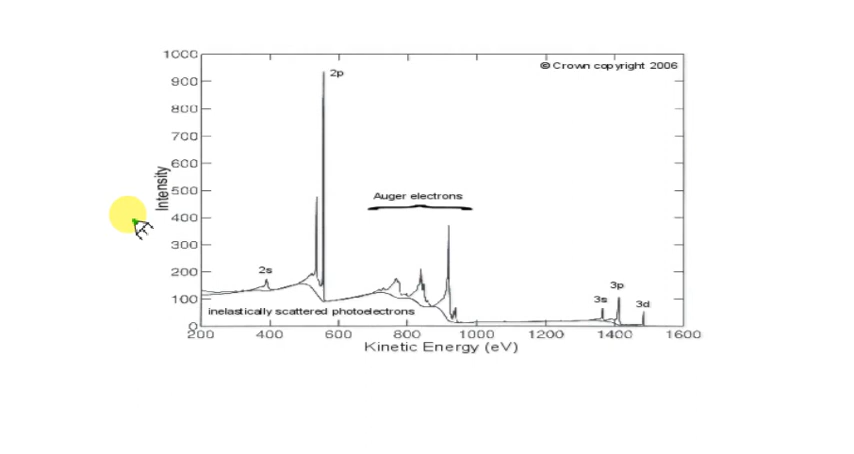 1000
© Crown copyright 2006
2p
900
800
700
600
Intensity
500
Auger electrons
400
300
200
2s
3p
3s
3d
100
inelastically scattered photoelectrons
0
200 400 600 800 1000 1200 1400 1600
Kinetic Energy (eV)